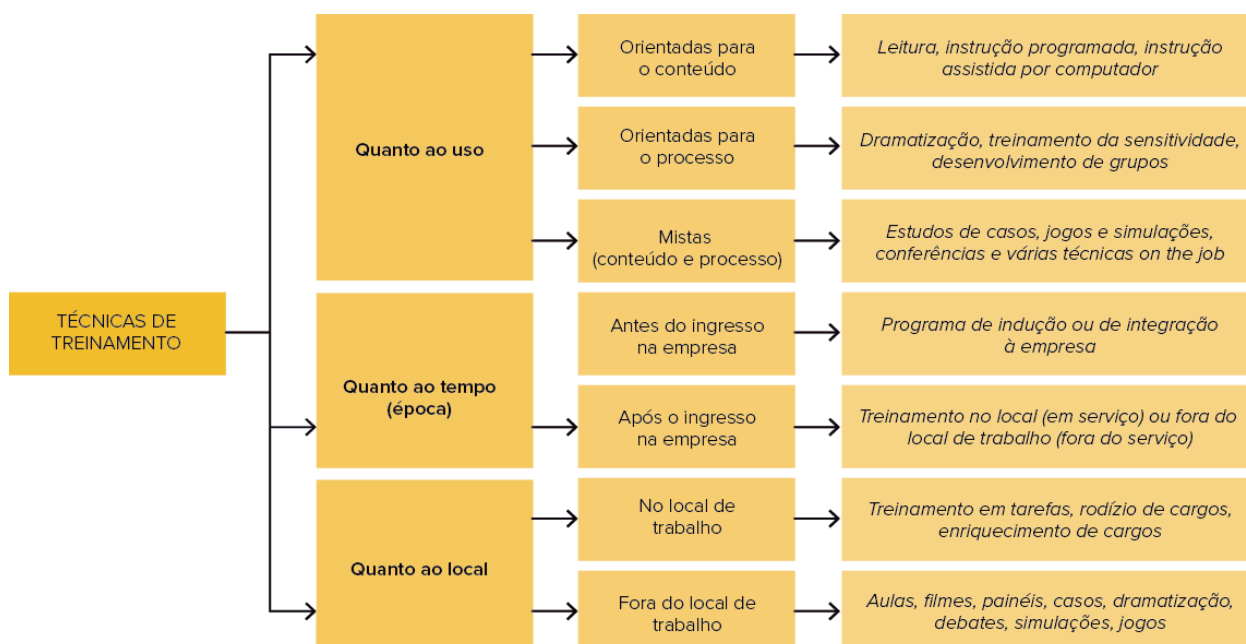 TÉCNICAS DE
TREINAMENTO
Quanto ao uso
Orientadas para
o conteúdo
Leitura, instrução programada, instrução
assistida por computador
Orientadas para
o processo
Dramatização, treinamento da sensitividade,
desenvolvimento de grupos
Mistas
(conteúdo e processo)
Estudos de casos, jogos e simulações,
conferências e várias técnicas on the job
Quanto ao tempo
(época)
Antes do ingresso
na empresa
Programa de indução ou de integração
à empresa
Após o ingresso
na empresa
Treinamento no local (em serviço) ou fora do
local de trabalho (fora do serviço)
Quanto ao local
No local de
trabalho
Treinamento em tarefas, rodízio de cargos,
enriquecimento de cargos
Fora do local de
trabalho
Aulas, filmes, painéis, casos, dramatização,
debates, simulações, jogos